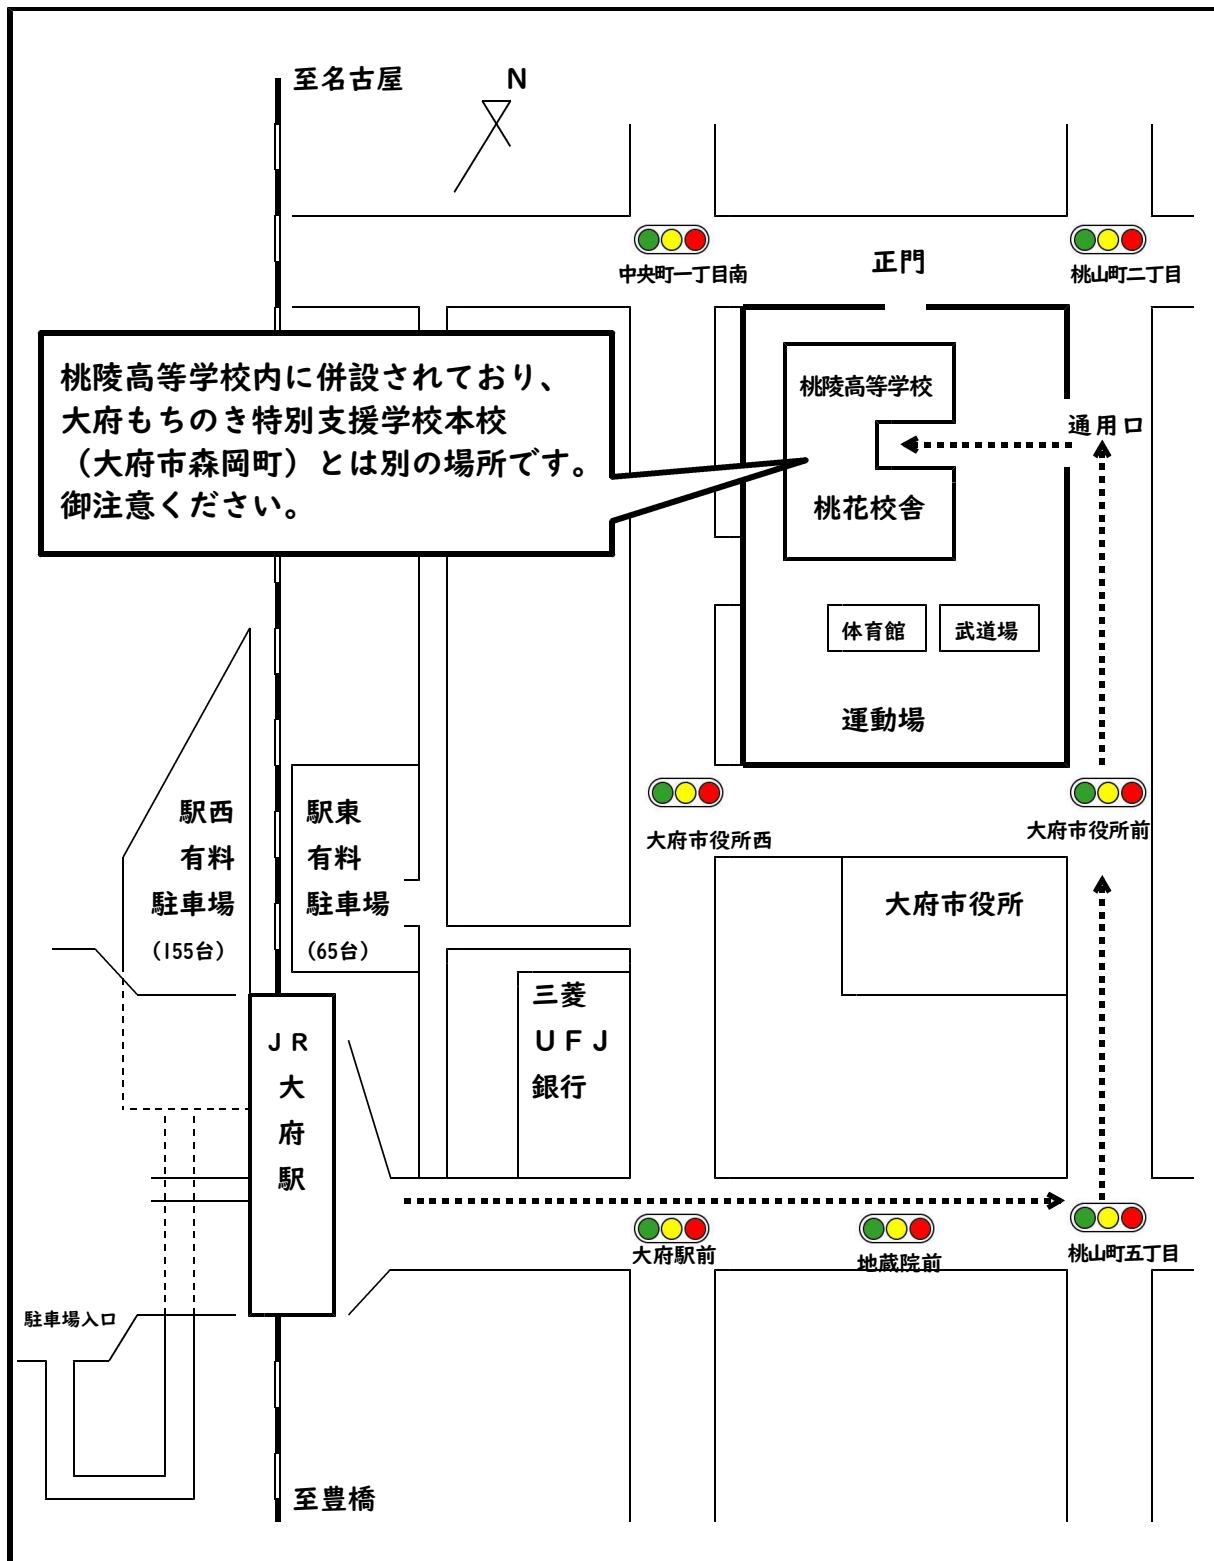 至名古屋
N
中央町一丁目南
正門
桃山町二丁目
桃陵高等学校内に併設されており、
大府もちのき特別支援学校本校
（大府市森岡町）とは別の場所です。
御注意ください。
桃陵高等学校
通用口
桃花校舎
体育館
武道場
運動場
駅西
有料
駐車場
（155台）
駅東
有料
駐車場
（65台）
大府市役所西
大府市役所前
大府市役所
三菱
ＵＦＪ
銀行
ＪＲ
大
府
駅
大府駅前
地蔵院前
桃山町五丁目
駐車場入口
至豊橋